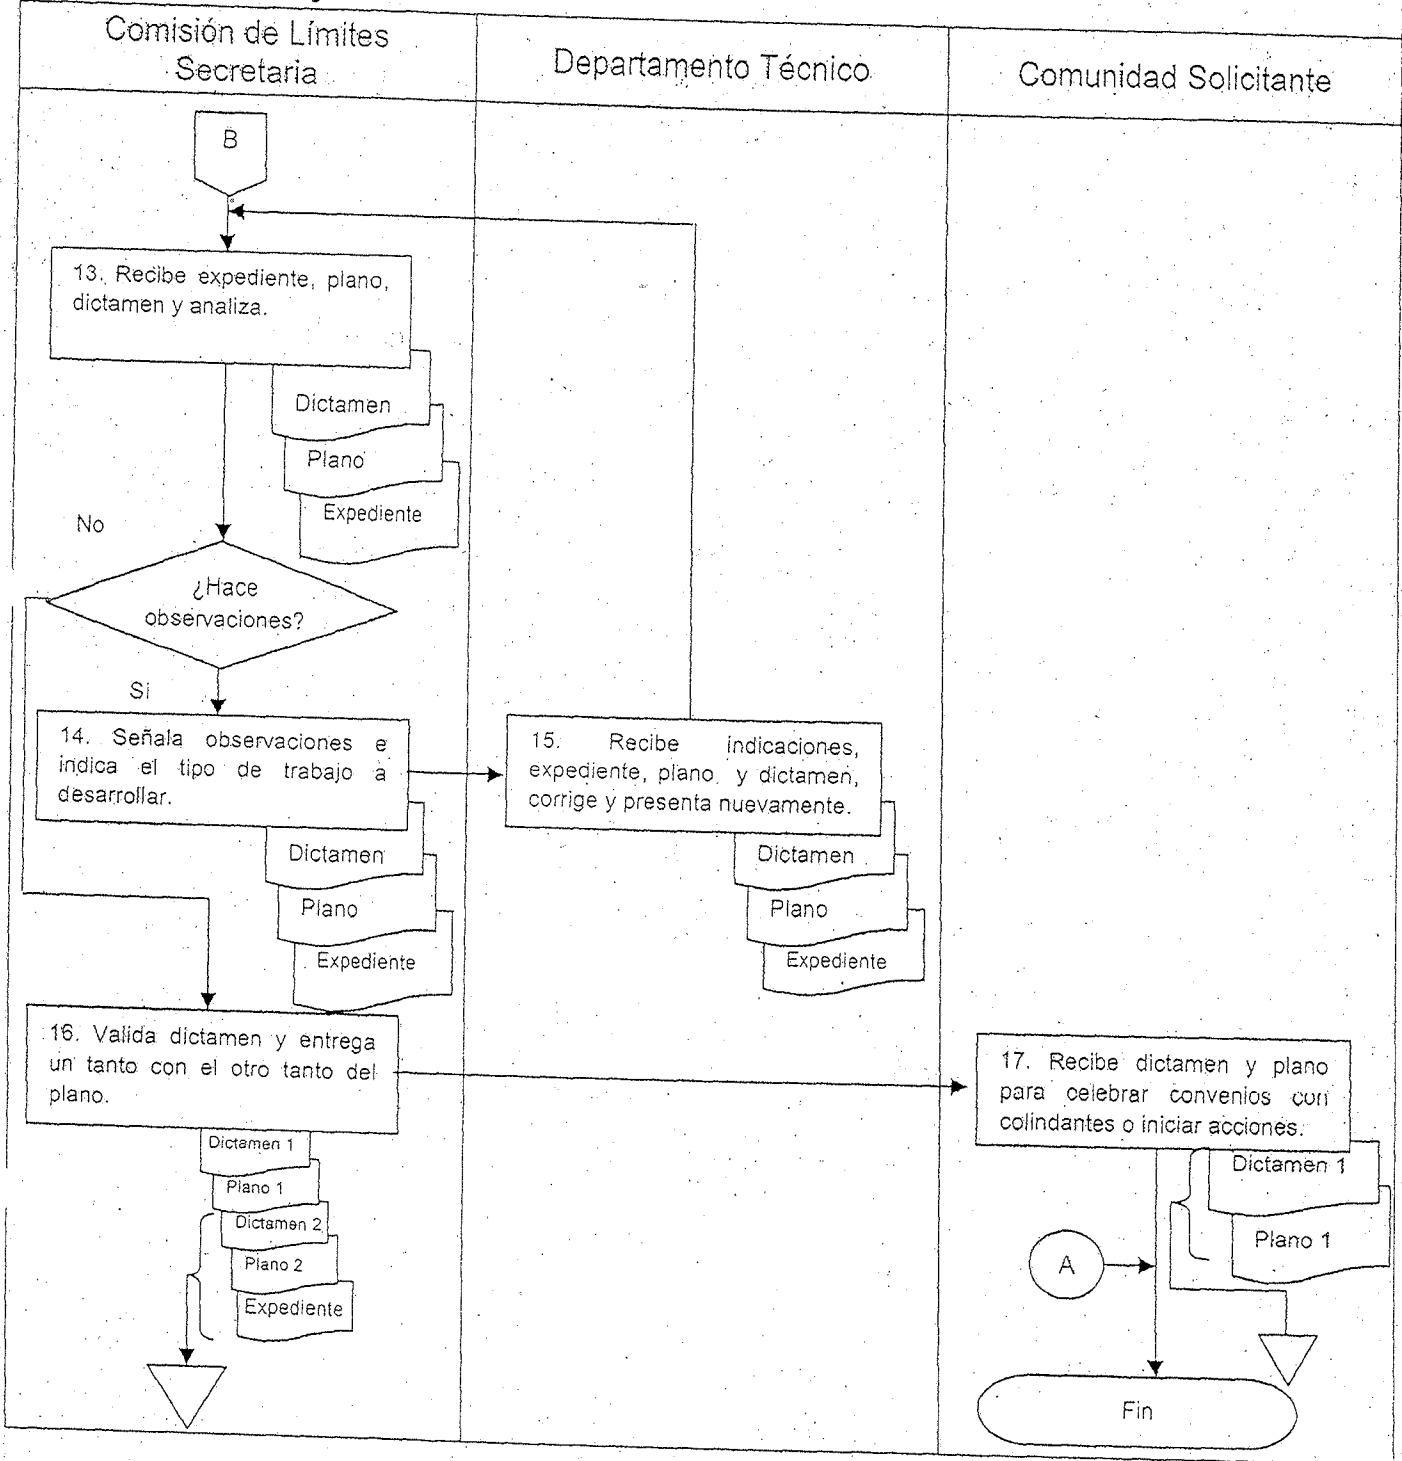 Comisión de Límites
Secretaria
Departamento Técnico
Comunidad Solicitante
B
13. Recibe expediente, plano,
dictamen y analiza.
Dictamen
Plano
Expediente
No
¿Hace
observaciones?
Si
14. Señala observaciones e
indica el tipo de trabajo a
desarrollar.
Dictamen
Plano
Expediente
15. Recibe indicaciones,
expediente, plano y dictamen,
corrige y presenta nuevamente.
Dictamen
Plano
Expediente
16. Valida dictamen y entrega
un tanto con el otro tanto del
plano.
Dictamen 1
Plano 1
Dictamen 2
Plano 2
Expediente
17. Recibe dictamen y plano
para celebrar convenios con
colindantes o iniciar acciones.
Dictamen 1
Plano 1
A
Fin